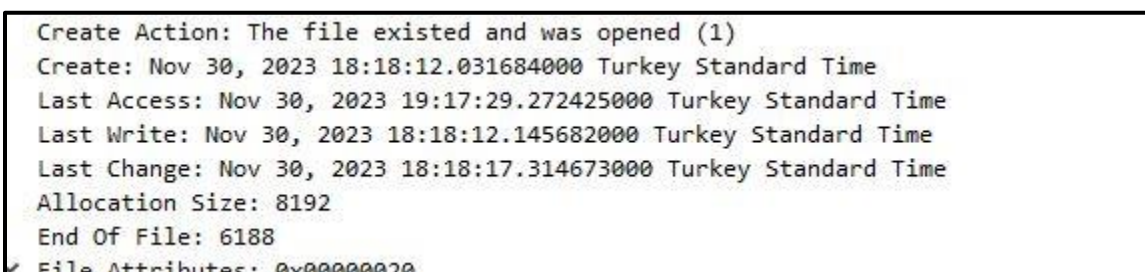 Create Action: The file existed and was opened (1)
Create: Nov 30, 2023 18:18:12.031684000 Turkey Standard Time
Last Access: Nov 30, 2023 19:17:29.272425000 Turkey Standard Time
Last Write: Nov 30, 2023 18:18:12.145682000 Turkey Standard Time
Last Change: Nov 30, 2023 18:18:17.314673000 Turkey Standard Time
Allocation Size: 8192
End Of File: 6188
File Attributes: 0x00000020